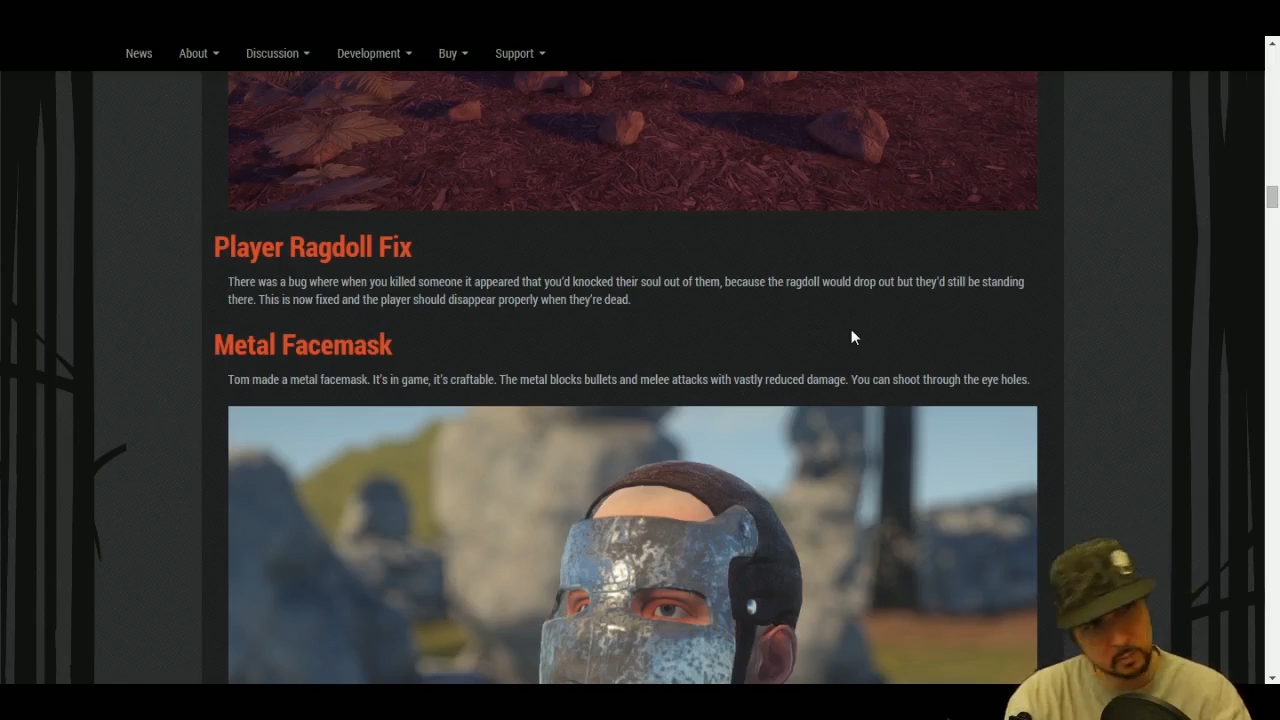 News About Discussion Development Buy Support
Player Ragdoll Fix
There was a bug where when you killed someone it appeared that you'd knocked their soul out of them, because the ragdoll would drop out but they'd still be standing
there. This is now fixed and the player should disappear properly when they're dead.
Metal Facemask
Tom made a metal facemask. It's in game, it's craftable. The metal blocks bullets and melee attacks with vastly reduced damage. You can shoot through the eye holes.